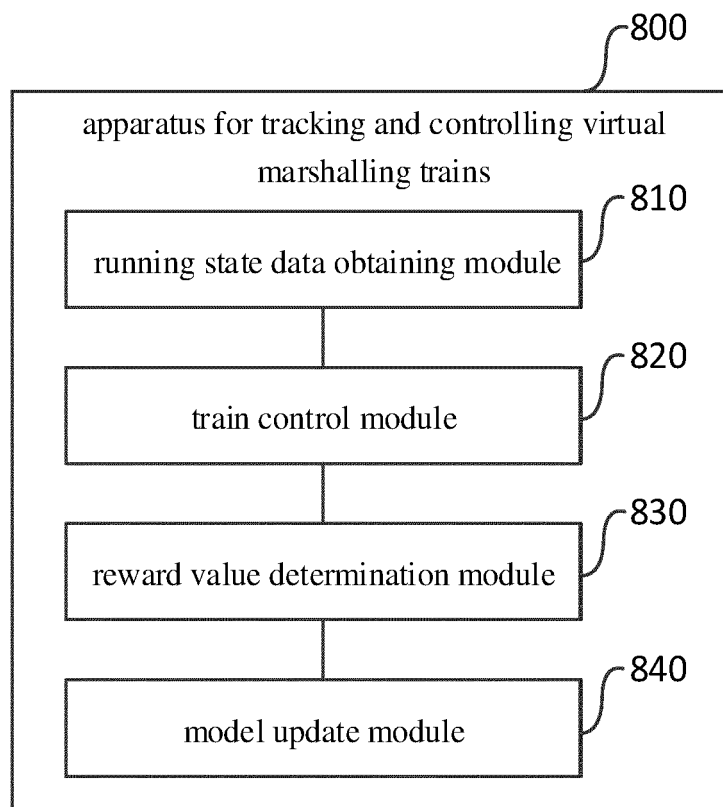 800
apparatus for tracking and controlling virtual
marshalling trains
810
running state data obtaining module
820
train control module
830
reward value determination module
840
model update module